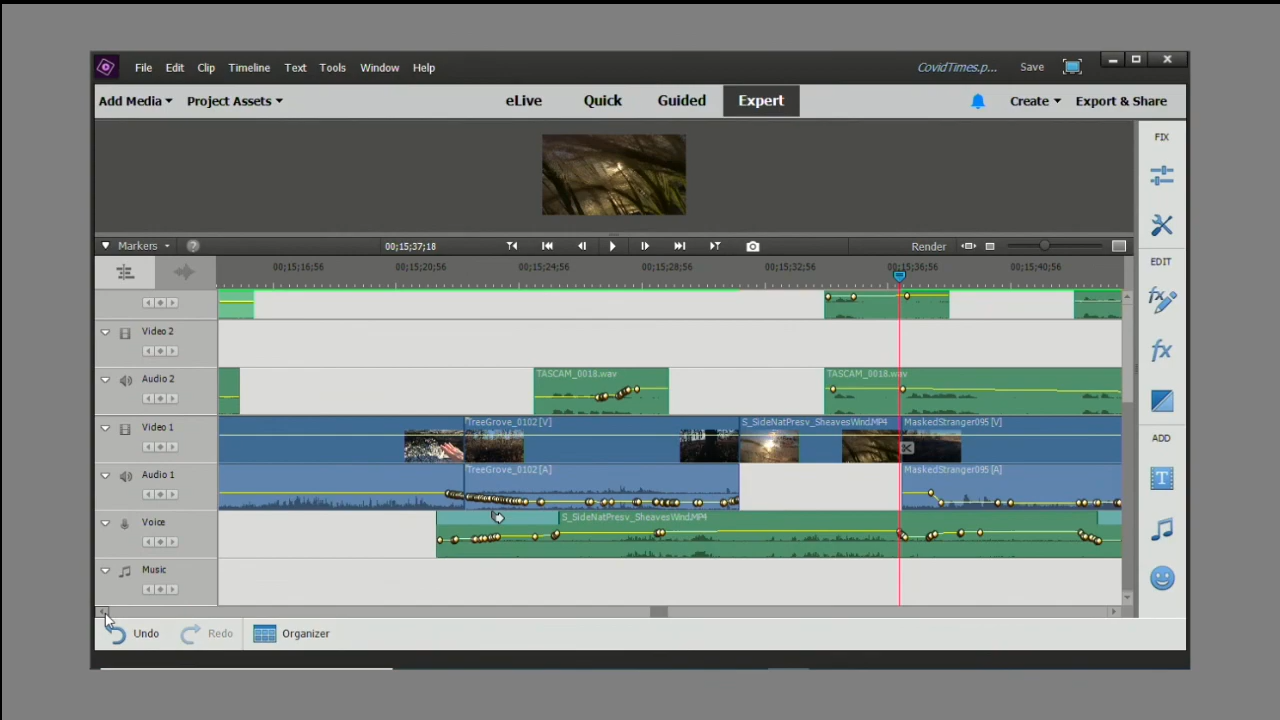 File Edit Clip Timeline Text Tools Window Help CovidTimes.p... Save
Add Media Project Assets eLive Quick Guided Expert Create Export & Share
FIX
Markers ? 00;15;37;18 Render
EDIT
00;15;16;56 00;15;20;56 00;15;24;56 00;15;28;56 00;15;32;56 00;15;36;56 00;15;40;56
fx
Video 2
fx
Audio 2 TASCAM_0018.wav TASCAM_0018.wav
Video 1 TreeGrove_0102 [V] S_SideNatPresv_SheavesWind.MP4 MaskedStranger095 [V]
ADD
Audio 1 TreeGrove_0102 [A] MaskedStranger095 [A]
T
Voice S_SideNatPresv_SheavesWind.MP4
Music
Undo Redo Organizer